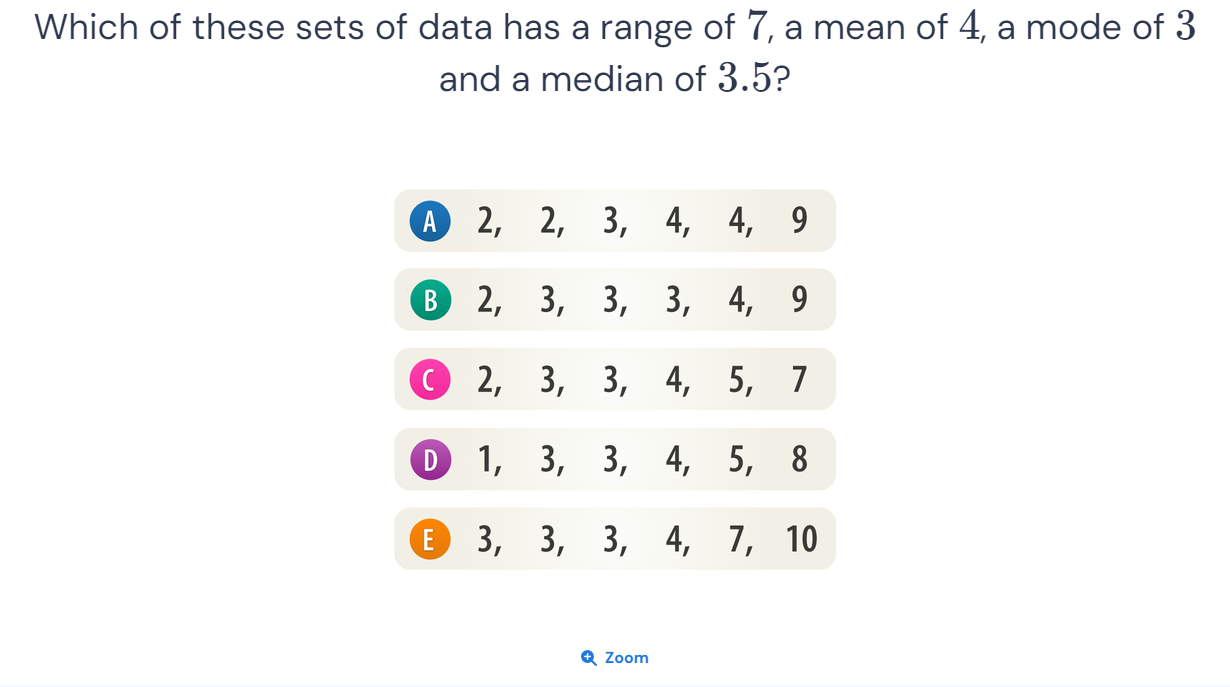 Which of these sets of data has a range of 7, a mean of 4, a mode of 3
and a median of 3.5?
A 2, 2, 3, 4, 4, 9
B 2, 3, 3, 3, 4, 9
C 2, 3, 3, 4, 5, 7
D 1, 3, 3, 4, 5, 8
E 3, 3, 3, 4, 7, 10
Zoom